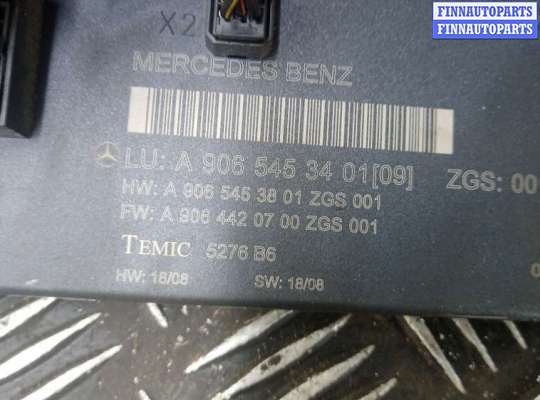 FINNAUTOPARTS
FINNAUTOPARTS
X2
MERCEDES BENZ
LU: A 906 545 34 01[09] ZGS: 00
HW: A 906 545 38 01 ZGS 001
FW: A 906 442 07 00 ZGS 001
TEMIC 5276 B6
HW: 18/08 SW: 18/08